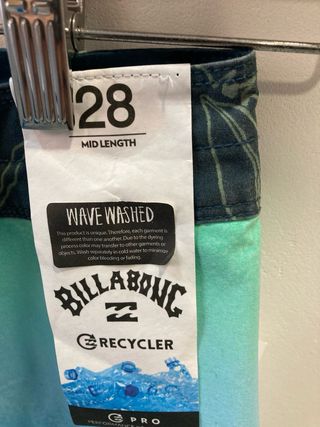 28
MID LENGTH
WAVE WASHED
This product is unique. Therefore, each garment is
different than one another. Due to the dyeing
process color may transfer to other garments or
objects. Wash separately in cold water to minimize
color bleeding or fading.
BILLABONG
RECYCLER
PRO